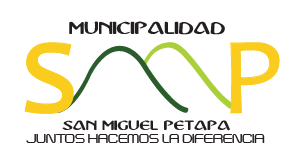 MUNICIPALIDAD
SMP
SAN MIGUEL PETAPA
JUNTOS HACEMOS LA DIFERENCIA